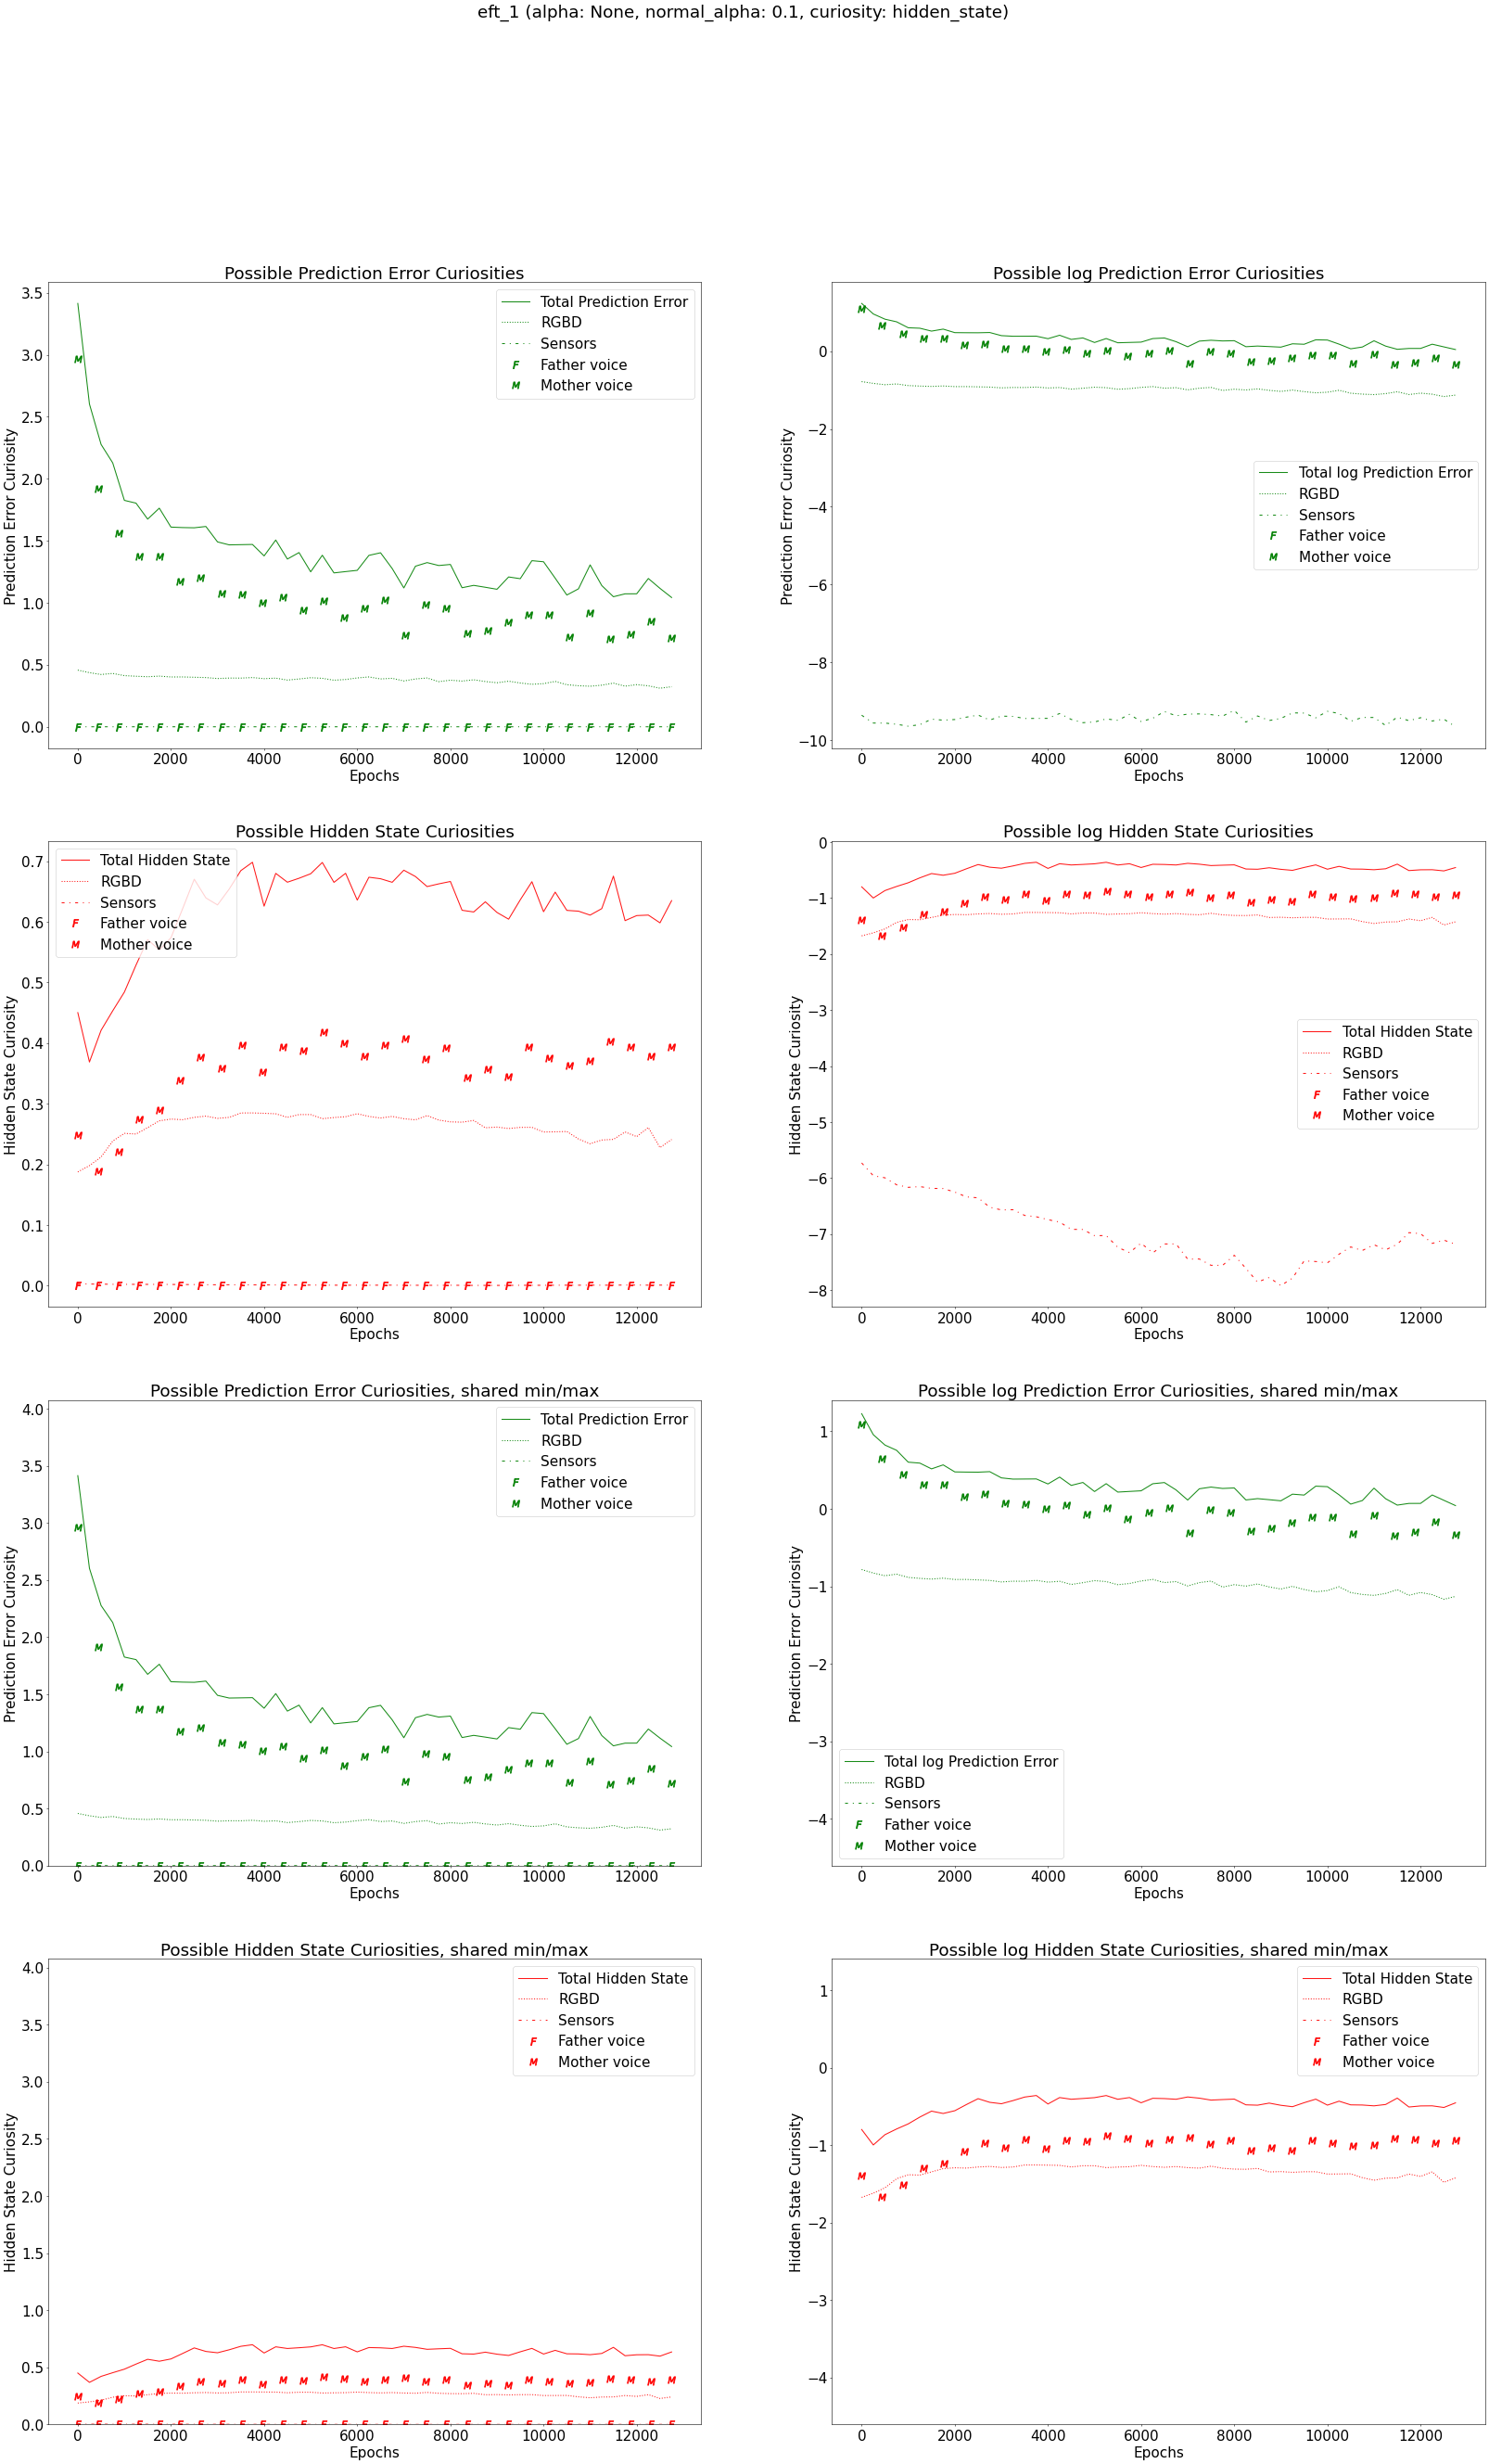 eft_1 (alpha: None, normal_alpha: 0.1, curiosity: hidden_state)
Possible Prediction Error Curiosities
Prediction Error Curiosity
3.5
3.0
2.5
2.0
1.5
1.0
0.5
0.0
Total Prediction Error
RGBD
Sensors
F Father voice
M Mother voice
0 2000 4000 6000 8000 10000 12000
Epochs
Possible log Prediction Error Curiosities
Prediction Error Curiosity
0
−2
−4
−6
−8
−10
Total log Prediction Error
RGBD
Sensors
F Father voice
M Mother voice
0 2000 4000 6000 8000 10000 12000
Epochs
Possible Hidden State Curiosities
Hidden State Curiosity
0.7
0.6
0.5
0.4
0.3
0.2
0.1
0.0
Total Hidden State
RGBD
Sensors
F Father voice
M Mother voice
0 2000 4000 6000 8000 10000 12000
Epochs
Possible log Hidden State Curiosities
Hidden State Curiosity
0
−1
−2
−3
−4
−5
−6
−7
−8
Total Hidden State
RGBD
Sensors
F Father voice
M Mother voice
0 2000 4000 6000 8000 10000 12000
Epochs
Possible Prediction Error Curiosities, shared min/max
Prediction Error Curiosity
4.0
3.5
3.0
2.5
2.0
1.5
1.0
0.5
0.0
Total Prediction Error
RGBD
Sensors
F Father voice
M Mother voice
0 2000 4000 6000 8000 10000 12000
Epochs
Possible log Prediction Error Curiosities, shared min/max
Prediction Error Curiosity
1
0
−1
−2
−3
−4
Total log Prediction Error
RGBD
Sensors
F Father voice
M Mother voice
0 2000 4000 6000 8000 10000 12000
Epochs
Possible Hidden State Curiosities, shared min/max
Hidden State Curiosity
4.0
3.5
3.0
2.5
2.0
1.5
1.0
0.5
0.0
Total Hidden State
RGBD
Sensors
F Father voice
M Mother voice
0 2000 4000 6000 8000 10000 12000
Epochs
Possible log Hidden State Curiosities, shared min/max
Hidden State Curiosity
1
0
−1
−2
−3
−4
Total Hidden State
RGBD
Sensors
F Father voice
M Mother voice
0 2000 4000 6000 8000 10000 12000
Epochs